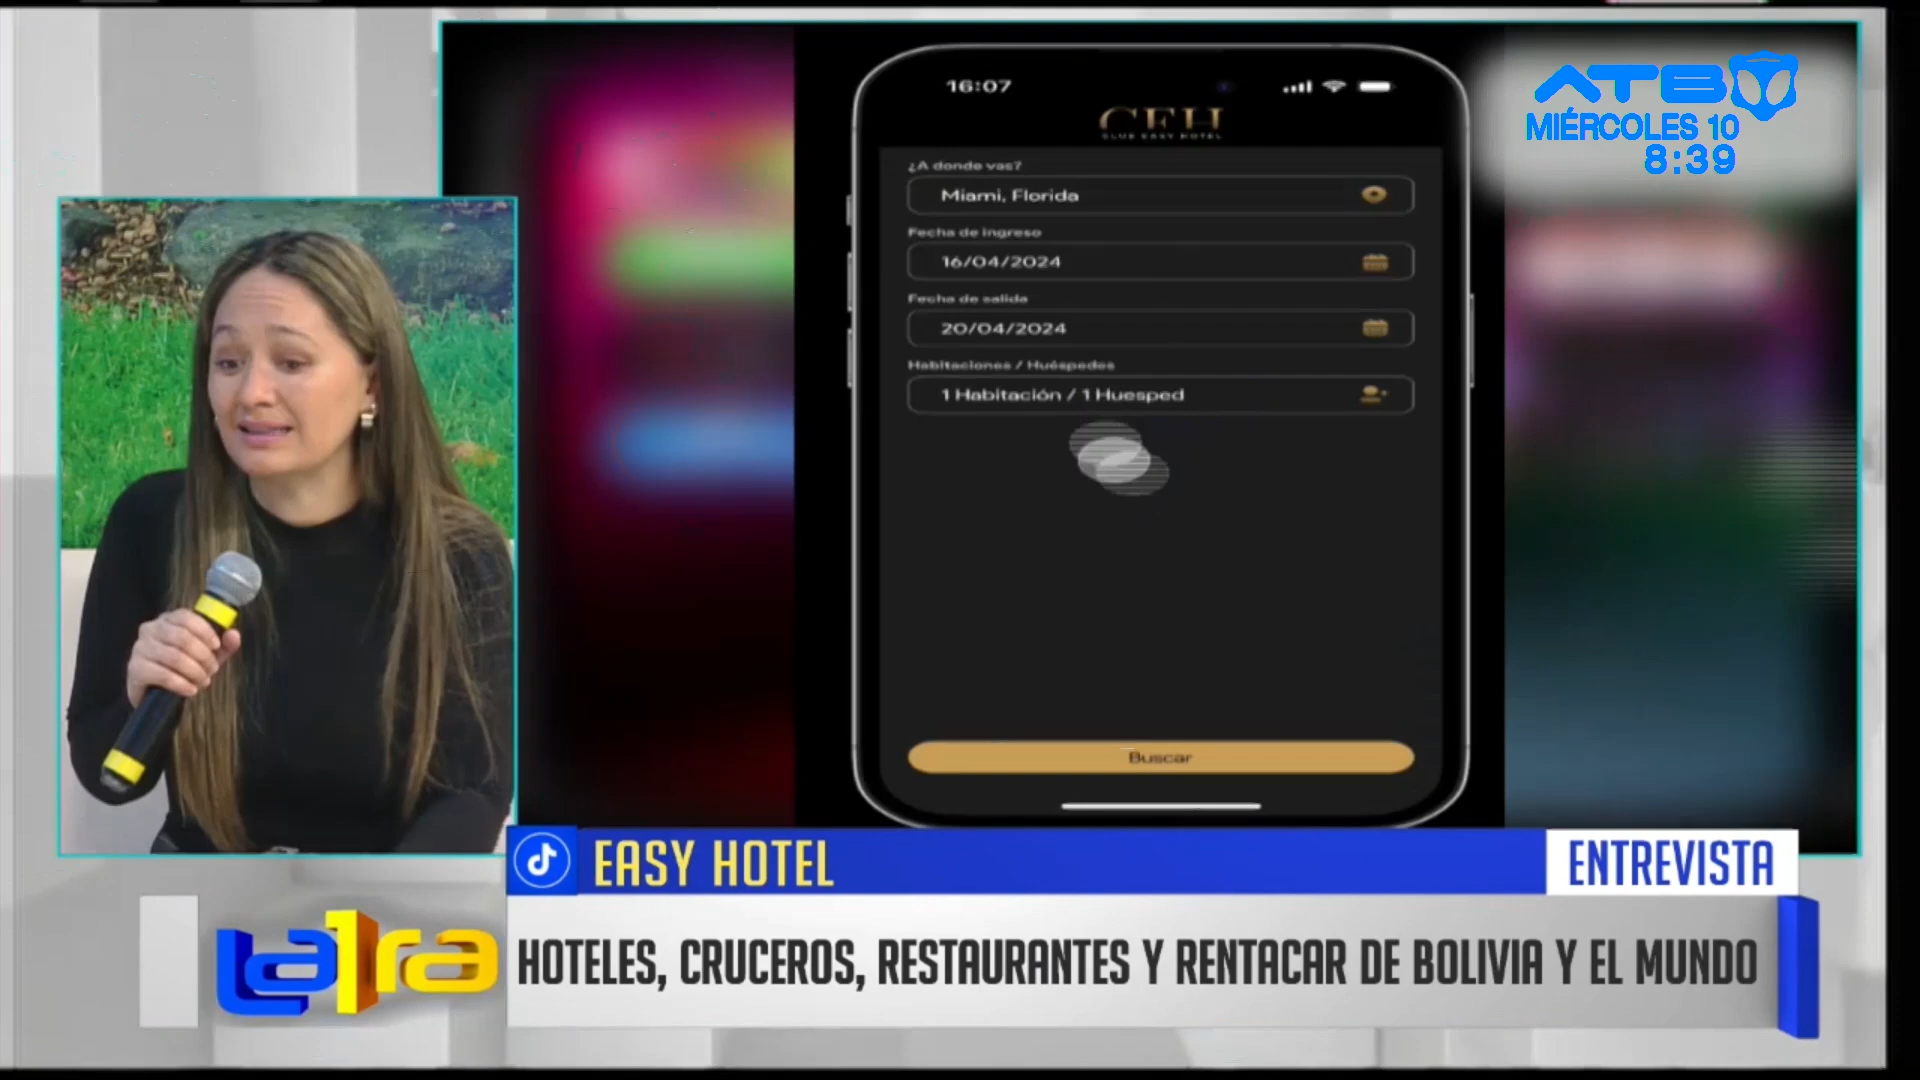 ATB
MIÉRCOLES 10
8:39
16:07
CEH
CLUB EASY HOTEL
¿A donde vas?
Miami, Florida
Fecha de ingreso
16/04/2024
Fecha de salida
20/04/2024
Habitaciones / Huéspedes
1 Habitación / 1 Huesped
Buscar
EASY HOTEL
ENTREVISTA
La1ra
HOTELES, CRUCEROS, RESTAURANTES Y RENTACAR DE BOLIVIA Y EL MUNDO